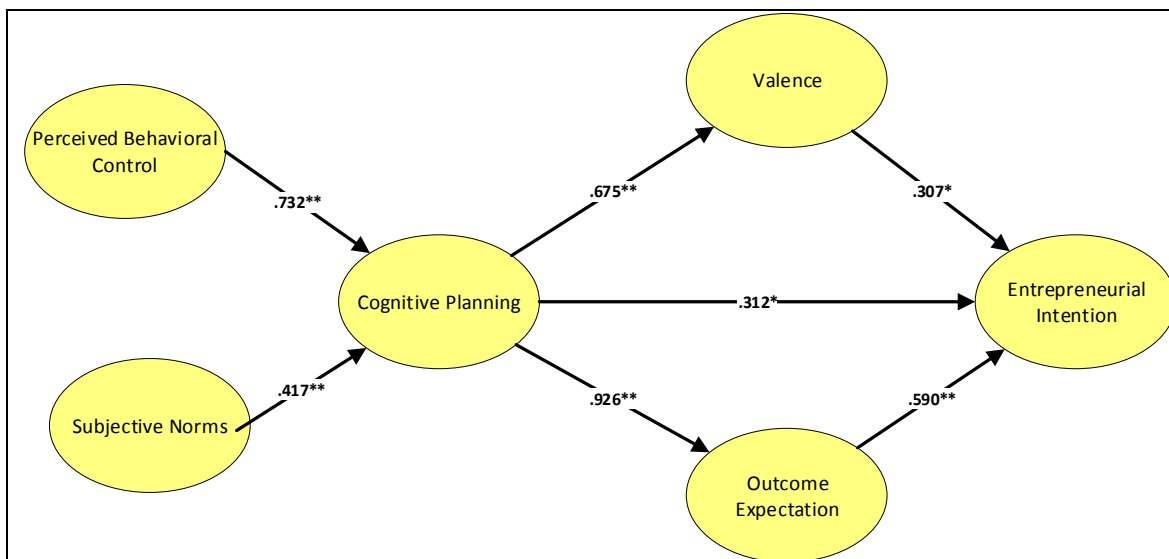 Valence
Perceived Behavioral
Control
.675**
.307*
.732**
Cognitive Planning
.312*
Entrepreneurial
Intention
.417**
.926**
.590**
Subjective Norms
Outcome
Expectation